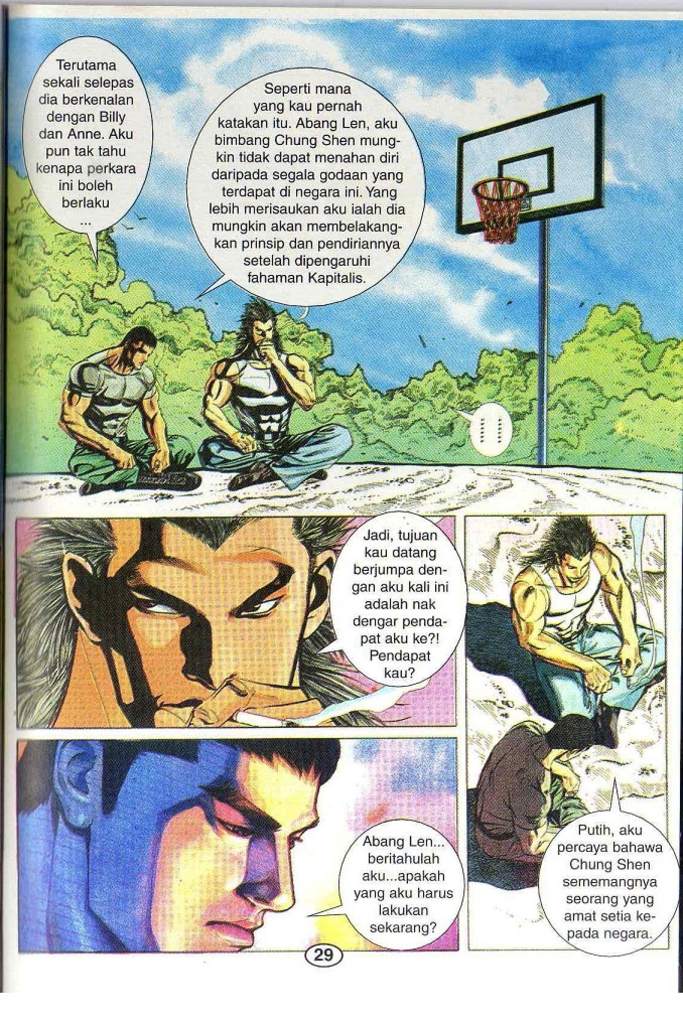 Terutama
sekali selepas
dia berkenalan
dengan Billy
dan Anne. Aku
pun tak tahu
kenapa perkara
ini boleh
berlaku
...
Seperti mana
yang kau pernah
katakan itu. Abang Len, aku
bimbang Chung Shen mung-
kin tidak dapat menahan diri
daripada segala godaan yang
terdapat di negara ini. Yang
lebih merisaukan aku ialah dia
mungkin akan membelakang-
kan prinsip dan pendiriannya
setelah dipengaruhi
fahaman Kapitalis.
Jadi, tujuan
kau datang
berjumpa den-
gan aku kali ini
adalah nak
dengar penda-
pat aku ke?!
Pendapat
kau?
Abang Len...
beritahulah
aku...apakah
yang aku harus
lakukan
sekarang?
Putih, aku
percaya bahawa
Chung Shen
sememangnya
seorang yang
amat setia ke-
pada negara.
29